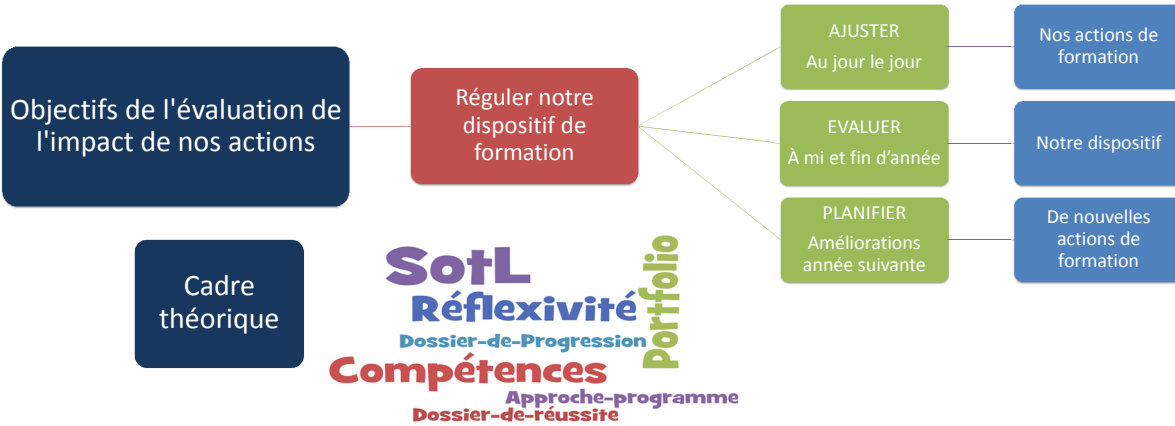 Objectifs de l'évaluation de
l'impact de nos actions
Réguler notre
dispositif de
formation
AJUSTER
Au jour le jour
Nos actions de
formation
EVALUER
À mi et fin d’année
Notre dispositif
PLANIFIER
Améliorations
année suivante
De nouvelles
actions de
formation
Cadre
théorique
SotL
Réflexivité
Portfolio
Dossier-de-Progression
Compétences
Approche-programme
Dossier-de-réussite